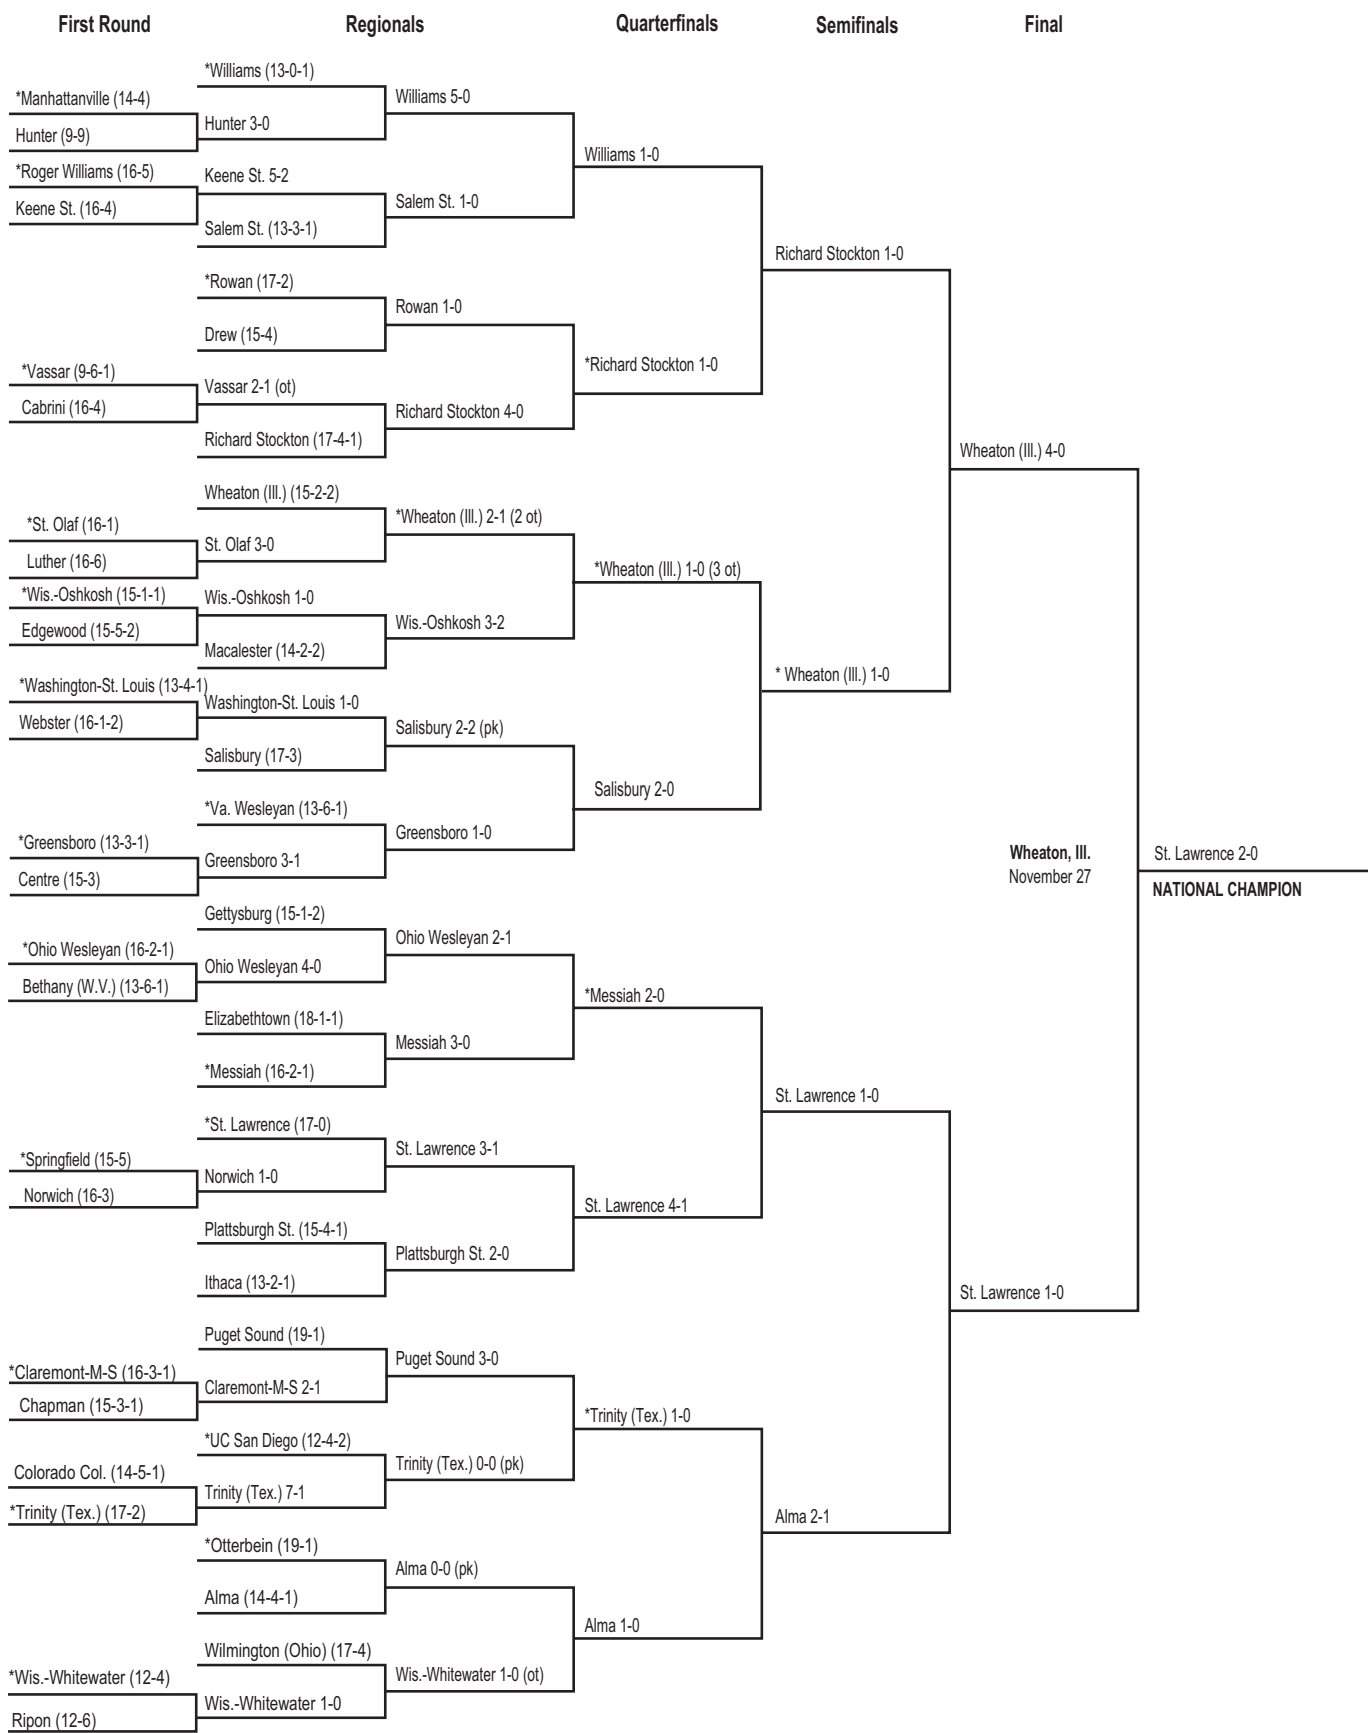 First Round
Regionals
Quarterfinals
Semifinals
Final
*Manhattanville (14-4)
Hunter (9-9)
*Roger Williams (16-5)
Keene St. (16-4)
*Vassar (9-6-1)
Cabrini (16-4)
*St. Olaf (16-1)
Luther (16-6)
*Wis.-Oshkosh (15-1-1)
Edgewood (15-5-2)
*Washington-St. Louis (13-4-1)
Webster (16-1-2)
*Greensboro (13-3-1)
Centre (15-3)
*Ohio Wesleyan (16-2-1)
Bethany (W.V.) (13-6-1)
*Springfield (15-5)
Norwich (16-3)
*Claremont-M-S (16-3-1)
Chapman (15-3-1)
Colorado Col. (14-5-1)
*Trinity (Tex.) (17-2)
*Wis.-Whitewater (12-4)
Ripon (12-6)
*Williams (13-0-1)
Hunter 3-0
Keene St. 5-2
Salem St. (13-3-1)
*Rowan (17-2)
Drew (15-4)
Vassar 2-1 (ot)
Richard Stockton (17-4-1)
Wheaton (Ill.) (15-2-2)
St. Olaf 3-0
Wis.-Oshkosh 1-0
Macalester (14-2-2)
Washington-St. Louis 1-0
Salisbury (17-3)
*Va. Wesleyan (13-6-1)
Greensboro 3-1
Gettysburg (15-1-2)
Ohio Wesleyan 4-0
Elizabethtown (18-1-1)
*Messiah (16-2-1)
*St. Lawrence (17-0)
Norwich 1-0
Plattsburgh St. (15-4-1)
Ithaca (13-2-1)
Puget Sound (19-1)
Claremont-M-S 2-1
*UC San Diego (12-4-2)
Trinity (Tex.) 7-1
*Otterbein (19-1)
Alma (14-4-1)
Wilmington (Ohio) (17-4)
Wis.-Whitewater 1-0
Williams 5-0
Salem St. 1-0
Rowan 1-0
Richard Stockton 4-0
*Wheaton (Ill.) 2-1 (2 ot)
Wis.-Oshkosh 3-2
Salisbury 2-2 (pk)
Greensboro 1-0
Ohio Wesleyan 2-1
Messiah 3-0
St. Lawrence 3-1
Plattsburgh St. 2-0
Puget Sound 3-0
Trinity (Tex.) 0-0 (pk)
Alma 0-0 (pk)
Wis.-Whitewater 1-0 (ot)
Williams 1-0
*Richard Stockton 1-0
*Wheaton (Ill.) 1-0 (3 ot)
Salisbury 2-0
*Messiah 2-0
St. Lawrence 4-1
*Trinity (Tex.) 1-0
Alma 1-0
Richard Stockton 1-0
* Wheaton (Ill.) 1-0
St. Lawrence 1-0
Alma 2-1
Wheaton (Ill.) 4-0
St. Lawrence 1-0
Wheaton, Ill.
November 27
St. Lawrence 2-0
NATIONAL CHAMPION